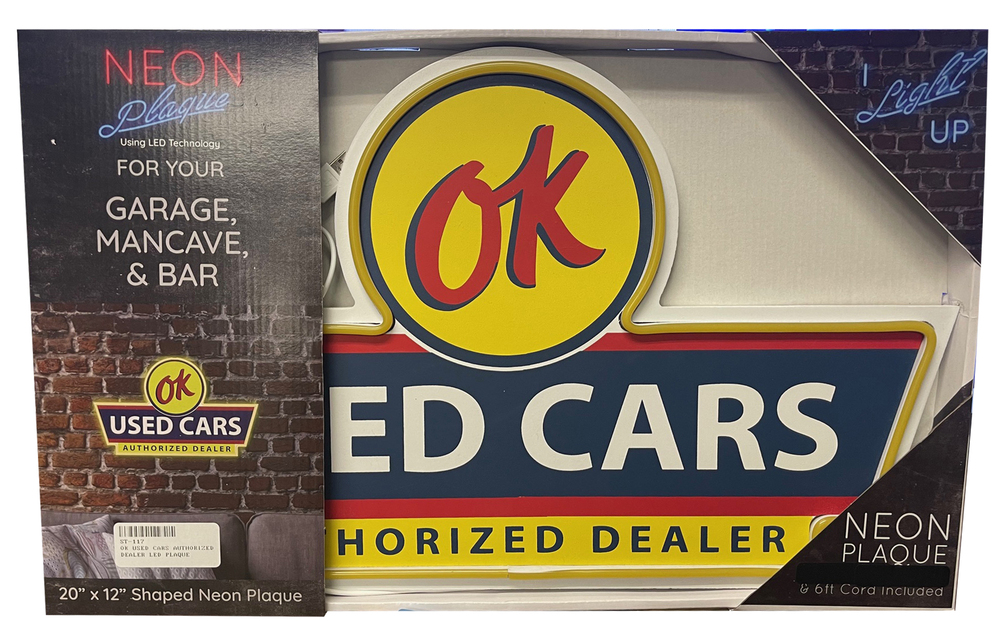 NEON
Plaque
Using LED Technology
FOR YOUR
GARAGE,
MANCAVE,
& BAR
OK
USED CARS
AUTHORIZED DEALER
ST-117
OK USED CARS AUTHORIZED
DEALER LED PLAQUE
20" x 12" Shaped Neon Plaque
OK
ED CARS
HORIZED DEALER
I
Light
UP
NEON
PLAQUE
& 6ft Cord Included